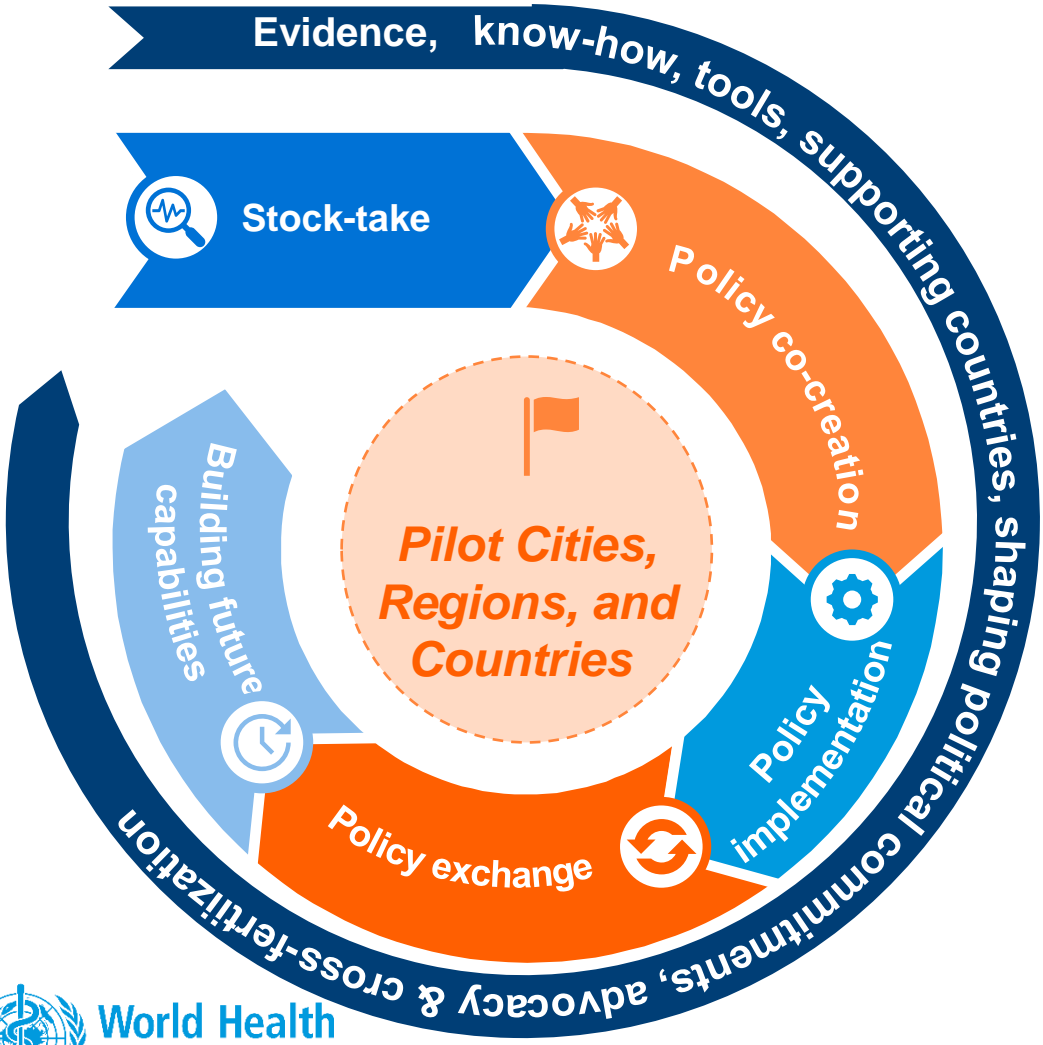 Evidence, know-how, tools, supporting countries, shaping political commitments, advocacy & cross-fertilization
Stock-take
Policy co-creation
Policy
implementation
Policy exchange
Building future
capabilities
Pilot Cities,
Regions, and
Countries
World Health